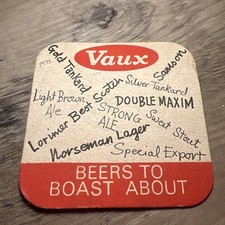 Vaux
Gold Tankard
Scotch
Samson
Silver Tankard
Light Brown
Ale
DOUBLE MAXIM
Lorimer Best
STRONG
ALE
Sweet Stout
Norseman Lager
Special Export
BEERS TO
BOAST ABOUT